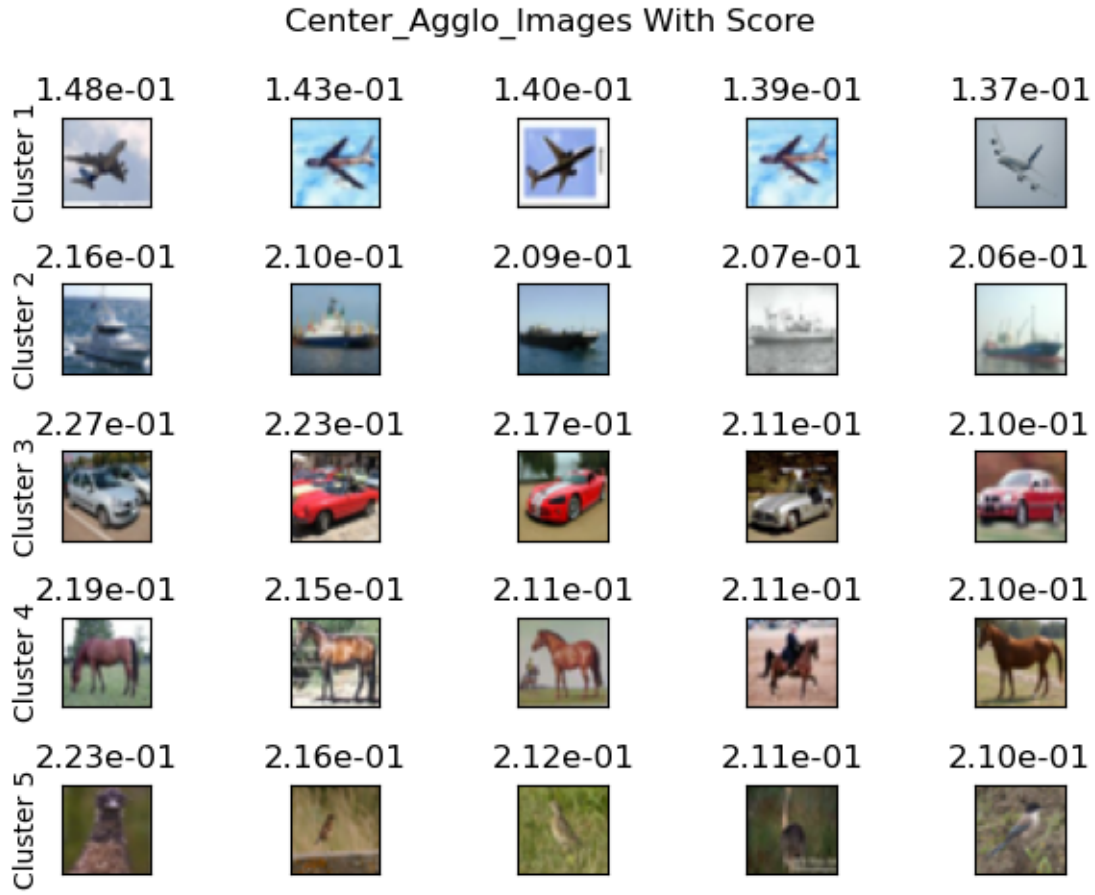 Center_Agglo_Images With Score
1.48e-01 1.43e-01 1.40e-01 1.39e-01 1.37e-01
Cluster 1
2.16e-01 2.10e-01 2.09e-01 2.07e-01 2.06e-01
Cluster 2
2.27e-01 2.23e-01 2.17e-01 2.11e-01 2.10e-01
Cluster 3
2.19e-01 2.15e-01 2.11e-01 2.11e-01 2.10e-01
Cluster 4
2.23e-01 2.16e-01 2.12e-01 2.11e-01 2.10e-01
Cluster 5